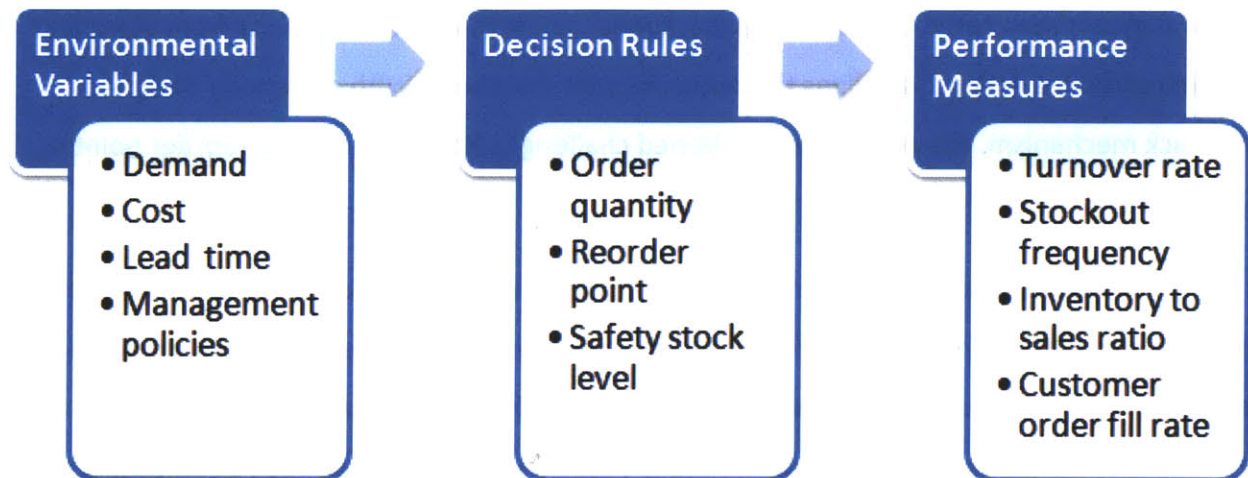 Environmental
Variables
• Demand
• Cost
• Lead time
• Management
policies
Decision Rules
• Order
quantity
• Reorder
point
• Safety stock
level
Performance
Measures
• Turnover rate
• Stockout
frequency
• Inventory to
sales ratio
• Customer
order fill rate